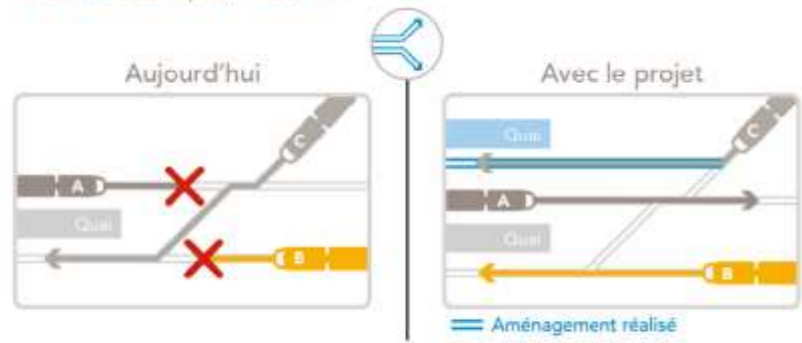 Aujourd'hui
C
A
Quai
B
Avec le projet
Quai
C
A
Quai
B
Aménagement réalisé